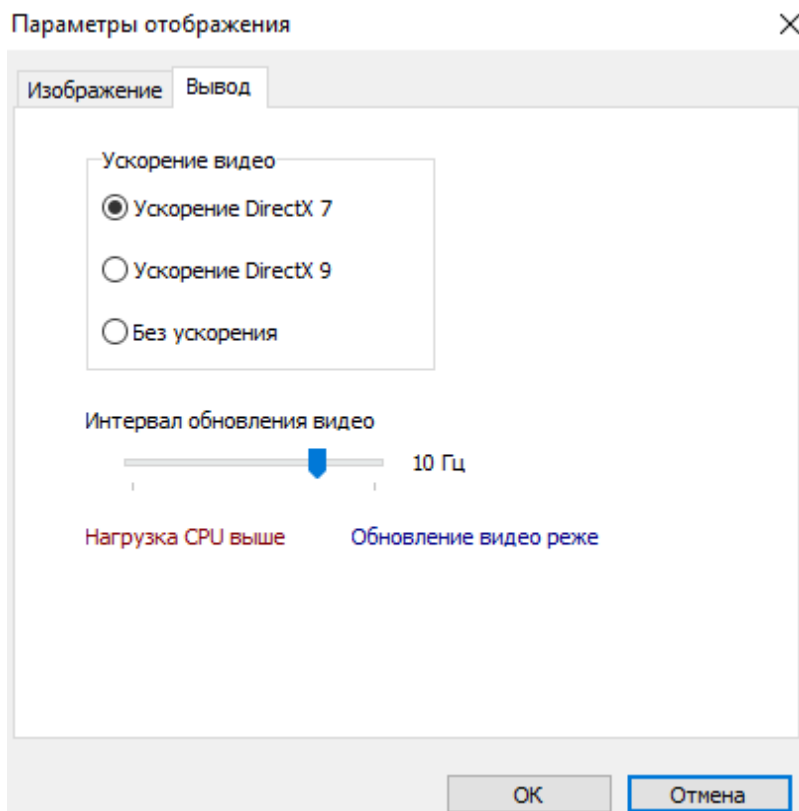 Параметры отображения
Изображение
Вывод
Ускорение видео
Ускорение DirectX 7
Ускорение DirectX 9
Без ускорения
Интервал обновления видео
10 Гц
Нагрузка CPU выше
Обновление видео реже
OK
Отмена